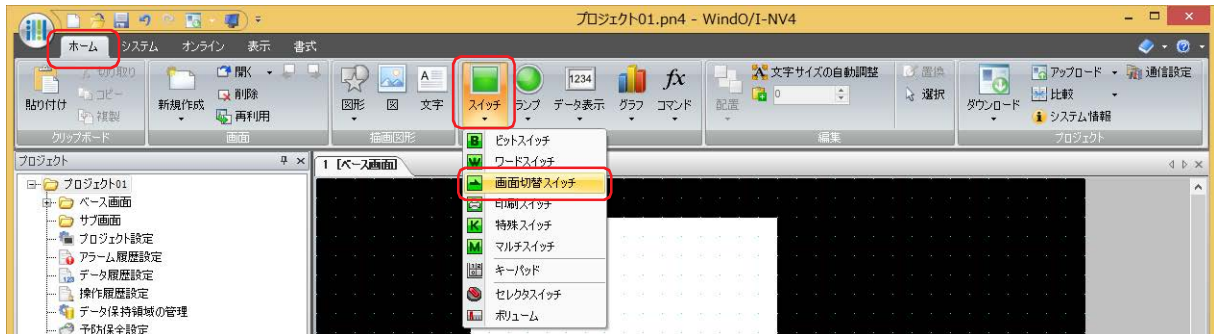 プロジェクト01.pn4 - WindO/I-NV4
ホーム システム オンライン 表示 書式
切り取り
コピー
複製
貼り付け
クリップボード
新規作成
開く
削除
再利用
画面
図形 図 文字
描画図形
スイッチ ランプ データ表示 グラフ コマンド
1234
fx
配置
文字サイズの自動調整
0
置換
選択
編集
ダウンロード
アップロード
比較
システム情報
通信設定
プロジェクト
プロジェクト
1 [ベース画面]
プロジェクト01
ベース画面
サブ画面
プロジェクト設定
アラーム履歴設定
データ履歴設定
操作履歴設定
データ保持領域の管理
予防保全設定
ビットスイッチ
ワードスイッチ
画面切替スイッチ
印刷スイッチ
特殊スイッチ
マルチスイッチ
キーパッド
セレクタスイッチ
ボリューム